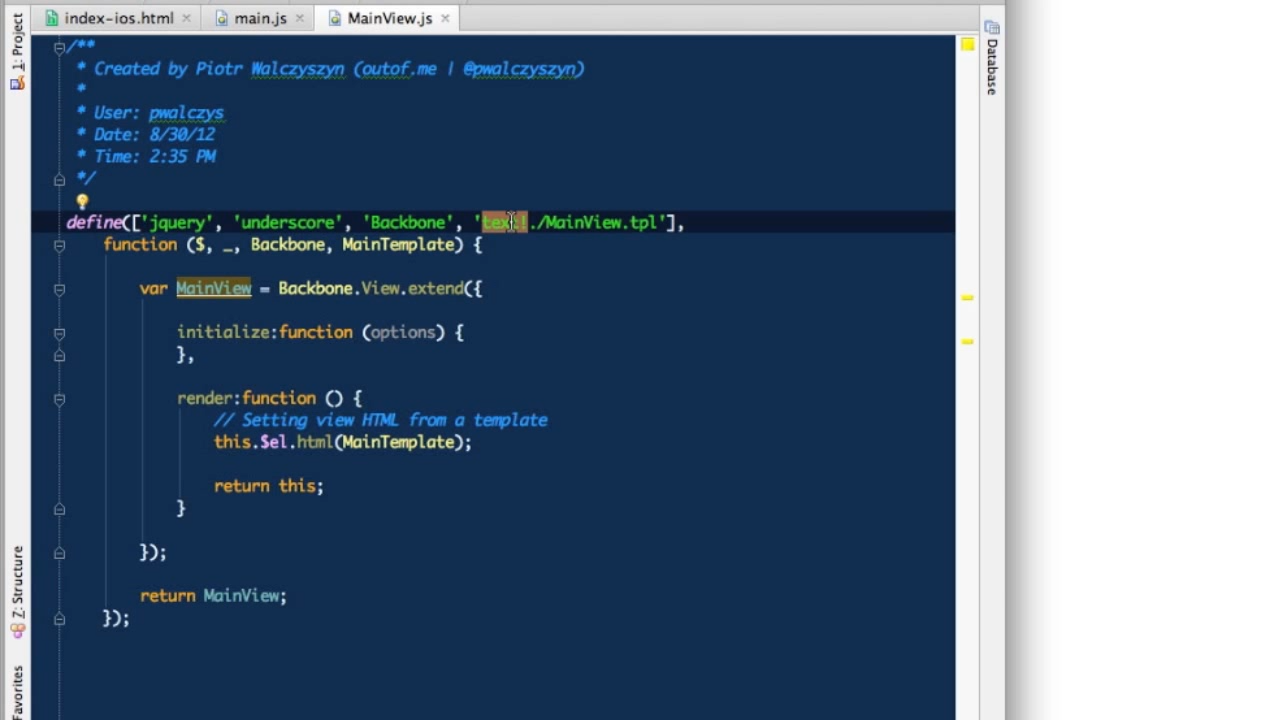 index-ios.html
main.js
MainView.js
1: Project
Database
/**
* Created by Piotr Walczyszyn (outof.me | @pwalczyszyn)
*
* User: pwalczys
* Date: 8/30/12
* Time: 2:35 PM
*/
define(['jquery', 'underscore', 'Backbone', 'text!./MainView.tpl'],
function ($, _, Backbone, MainTemplate) {
var MainView = Backbone.View.extend({
initialize:function (options) {
},
render:function () {
// Setting view HTML from a template
this.$el.html(MainTemplate);
return this;
}
});
return MainView;
});
Z: Structure
Favorites